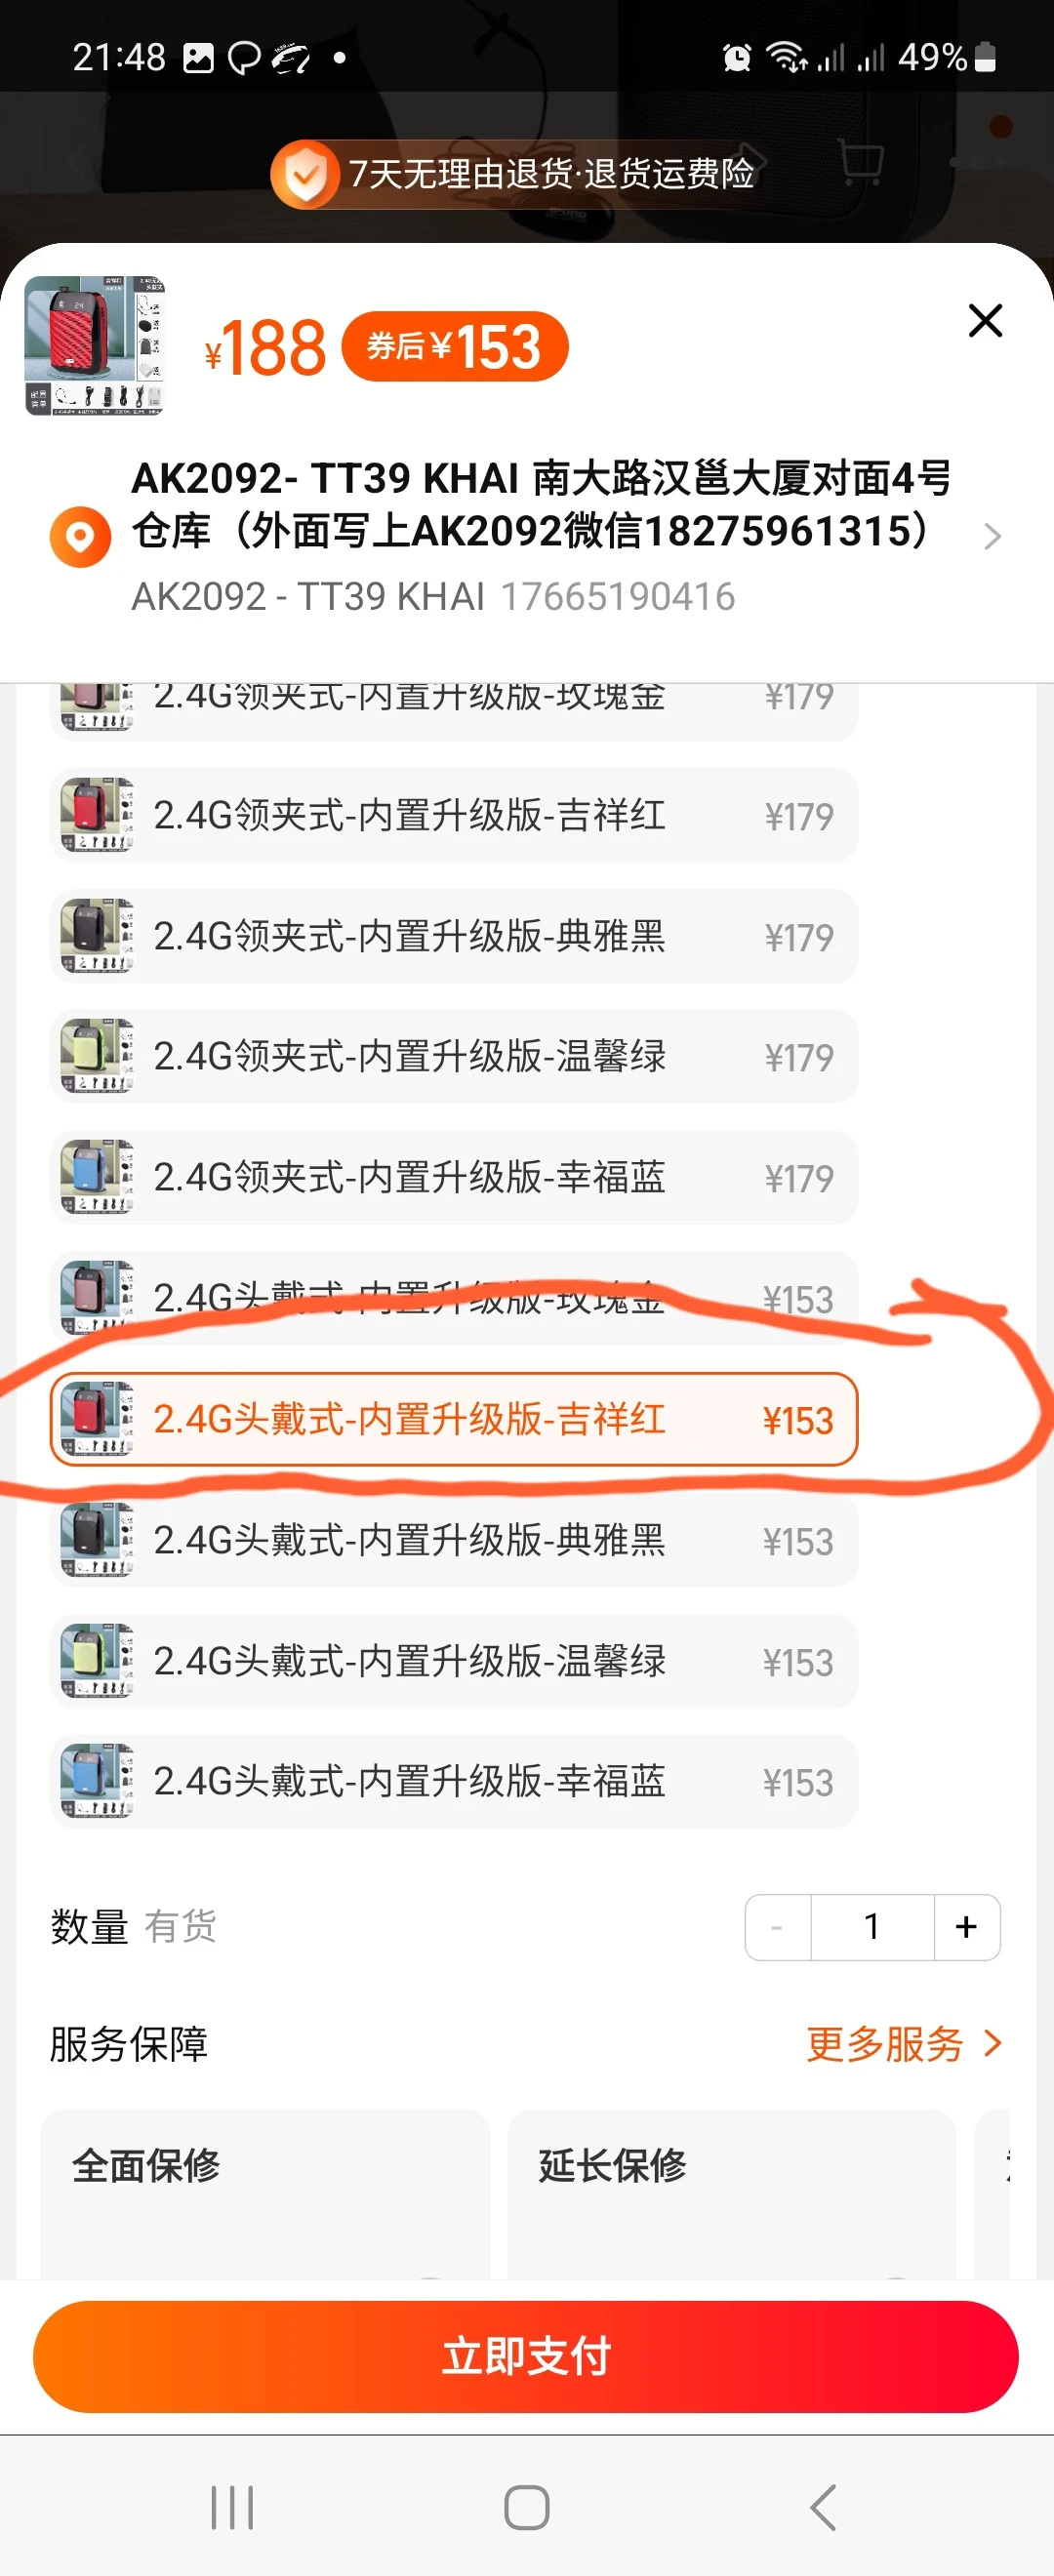 21:48
49%
7天无理由退货·退货运费险
¥188 券后¥153
AK2092- TT39 KHAI 南大路汉邕大厦对面4号
仓库（外面写上AK2092微信18275961315）
AK2092 - TT39 KHAI 17665190416
2.4G领夹式-内置升级版-玫瑰金 ¥179
2.4G领夹式-内置升级版-吉祥红 ¥179
2.4G领夹式-内置升级版-典雅黑 ¥179
2.4G领夹式-内置升级版-温馨绿 ¥179
2.4G领夹式-内置升级版-幸福蓝 ¥179
2.4G头戴式-内置升级版-玫瑰金 ¥153
2.4G头戴式-内置升级版-吉祥红 ¥153
2.4G头戴式-内置升级版-典雅黑 ¥153
2.4G头戴式-内置升级版-温馨绿 ¥153
2.4G头戴式-内置升级版-幸福蓝 ¥153
数量 有货 - 1 +
服务保障 更多服务
全面保修 延长保修
立即支付